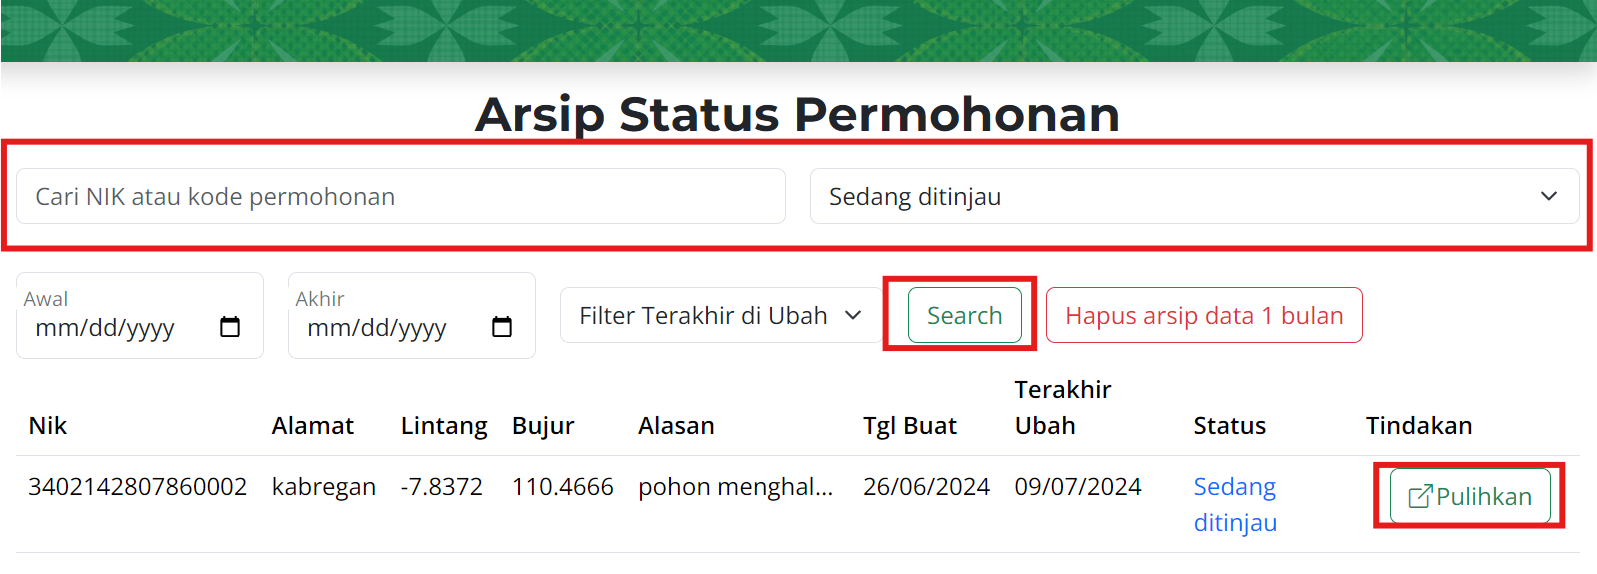 Arsip Status Permohonan
Cari NIK atau kode permohonan
Sedang ditinjau
Awal
mm/dd/yyyy
Akhir
mm/dd/yyyy
Filter Terakhir di Ubah
Search
Hapus arsip data 1 bulan
Nik Alamat Lintang Bujur Alasan Tgl Buat Terakhir Ubah Status Tindakan
3402142807860002 kabregan -7.8372 110.4666 pohon menghal... 26/06/2024 09/07/2024 Sedang ditinjau Pulihkan